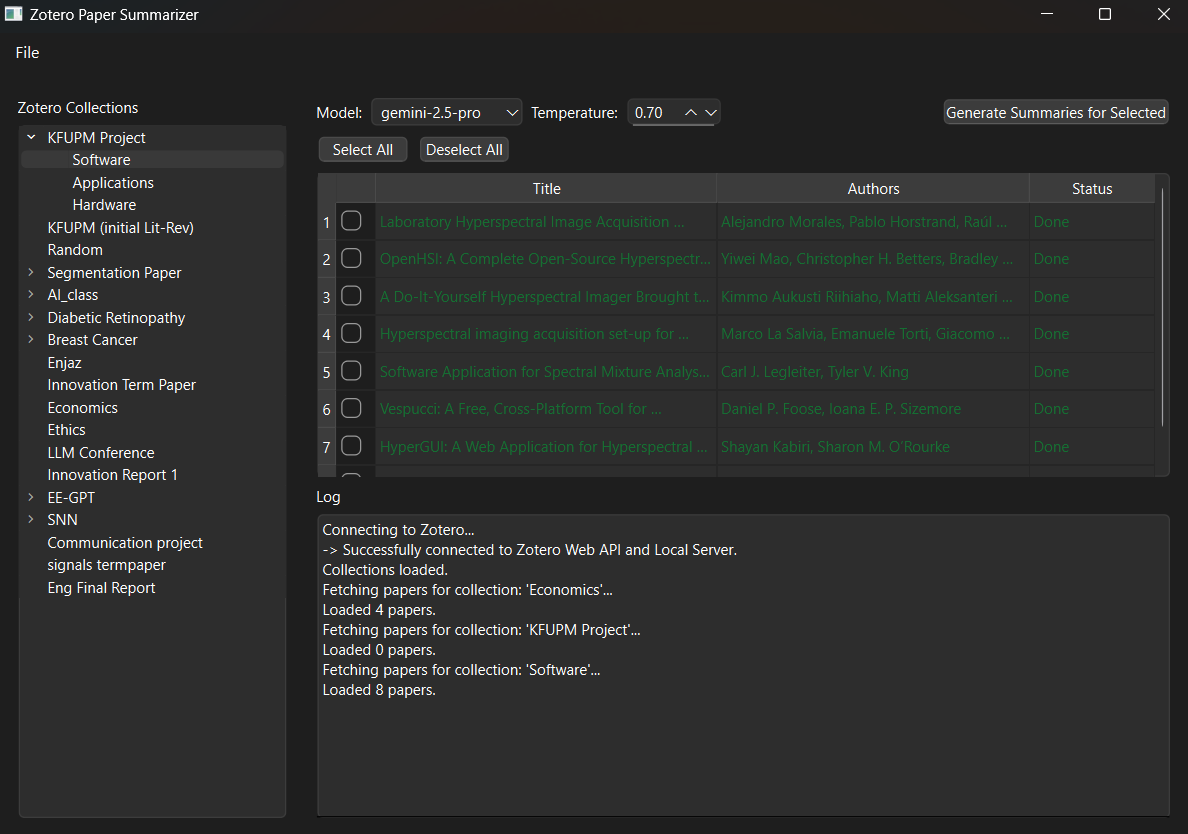 Zotero Paper Summarizer
File
Zotero Collections
KFUPM Project
Software
Applications
Hardware
KFUPM (initial Lit-Rev)
Random
Segmentation Paper
AI_class
Diabetic Retinopathy
Breast Cancer
Enjaz
Innovation Term Paper
Economics
Ethics
LLM Conference
Innovation Report 1
EE-GPT
SNN
Communication project
signals termpaper
Eng Final Report
Model: gemini-2.5-pro Temperature: 0.70 Generate Summaries for Selected
Select All Deselect All
Title Authors Status
1 Laboratory Hyperspectral Image Acquisition ... Alejandro Morales, Pablo Horstrand, Raúl ... Done
2 OpenHSI: A Complete Open-Source Hyperspectr... Yiwei Mao, Christopher H. Betters, Bradley ... Done
3 A Do-It-Yourself Hyperspectral Imager Brought t... Kimmo Aukusti Riihiaho, Matti Aleksanteri ... Done
4 Hyperspectral imaging acquisition set-up for ... Marco La Salvia, Emanuele Torti, Giacomo ... Done
5 Software Application for Spectral Mixture Analys... Carl J. Legleiter, Tyler V. King Done
6 Vespucci: A Free, Cross-Platform Tool for ... Daniel P. Foose, Ioana E. P. Sizemore Done
7 HyperGUI: A Web Application for Hyperspectral ... Shayan Kabiri, Sharon M. O'Rourke Done
Log
Connecting to Zotero...
-> Successfully connected to Zotero Web API and Local Server.
Collections loaded.
Fetching papers for collection: 'Economics'...
Loaded 4 papers.
Fetching papers for collection: 'KFUPM Project'...
Loaded 0 papers.
Fetching papers for collection: 'Software'...
Loaded 8 papers.